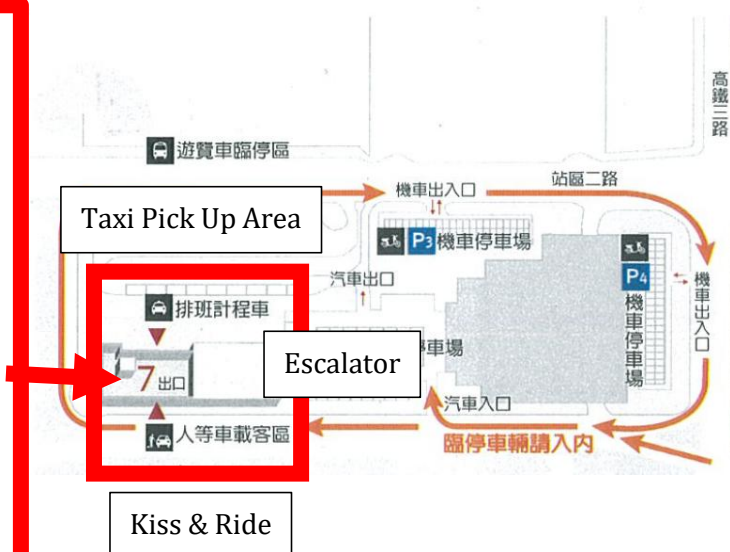 高鐵三路
遊覽車臨停區
站區二路
機車出入口
Taxi Pick Up Area
P3 機車停車場
P4
機車停車場
機車出入口
汽車出口
排班計程車
Escalator
車場
7 出口
汽車入口
人等車載客區
臨停車輛請入內
Kiss & Ride